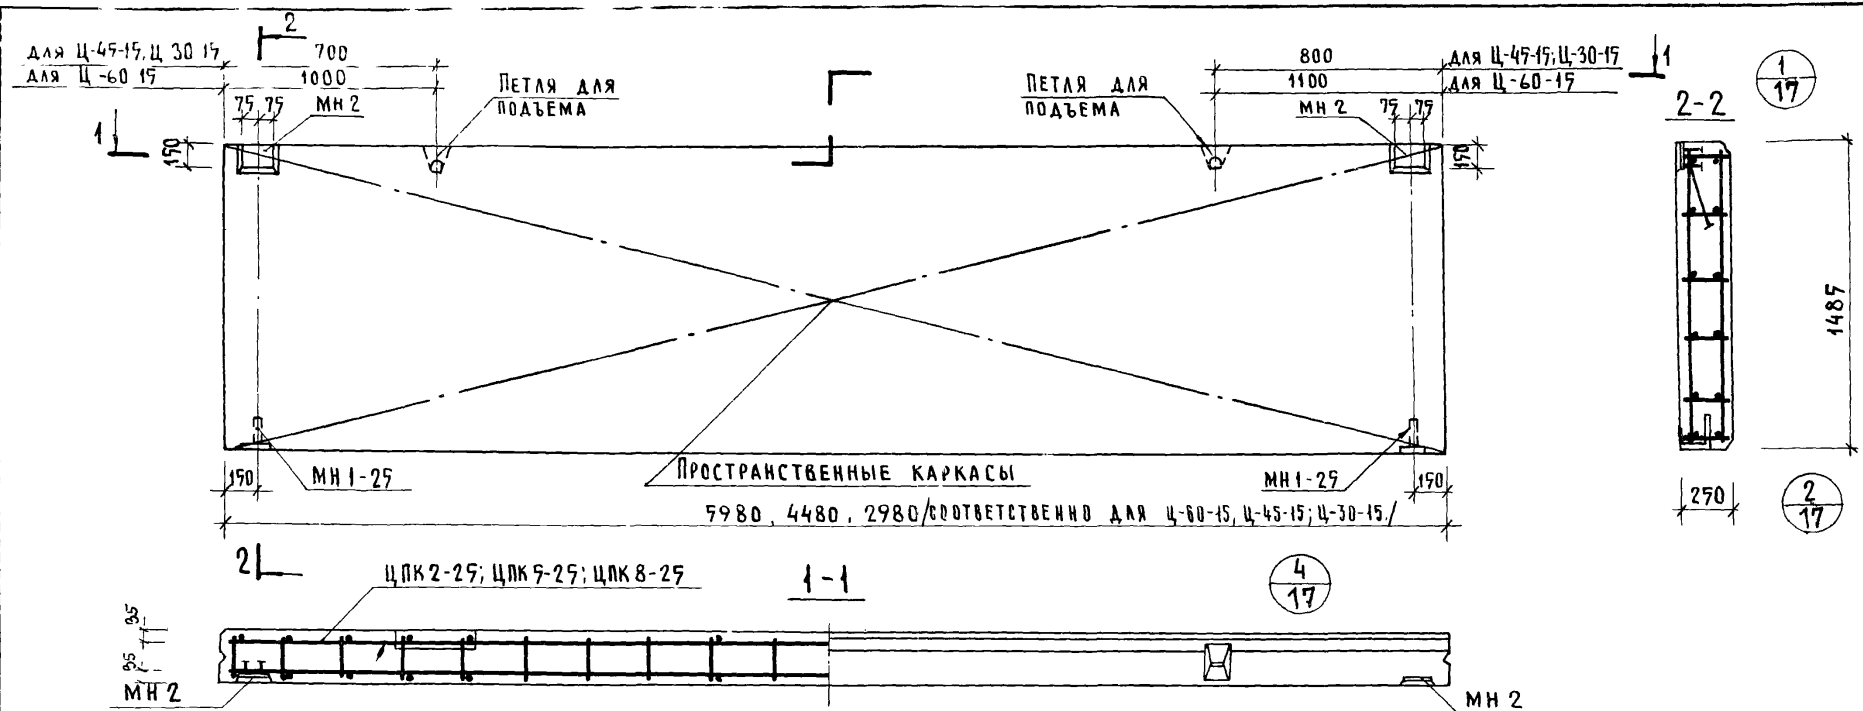 2
для Ц-45-15, Ц 30 15
700
для Ц-60 15
1000
800
для Ц-45-15; Ц-30-15
1
1100
для Ц-60-15
1
17
75 75
МН 2
ПЕТЛЯ ДЛЯ
ПОДЪЕМА
ПЕТЛЯ ДЛЯ
ПОДЪЕМА
МН 2
75 75
2-2
1
150
150
1485
150
МН 1-25
ПРОСТРАНСТВЕННЫЕ КАРКАСЫ
МН 1-25
150
250
2
17
5980, 4480, 2980/СООТВЕТСТВЕННО ДЛЯ Ц-60-15, Ц-45-15; Ц-30-15./
2
ЦПК 2-25; ЦПК 5-25; ЦПК 8-25
1-1
4
17
35
35
МН 2
МН 2